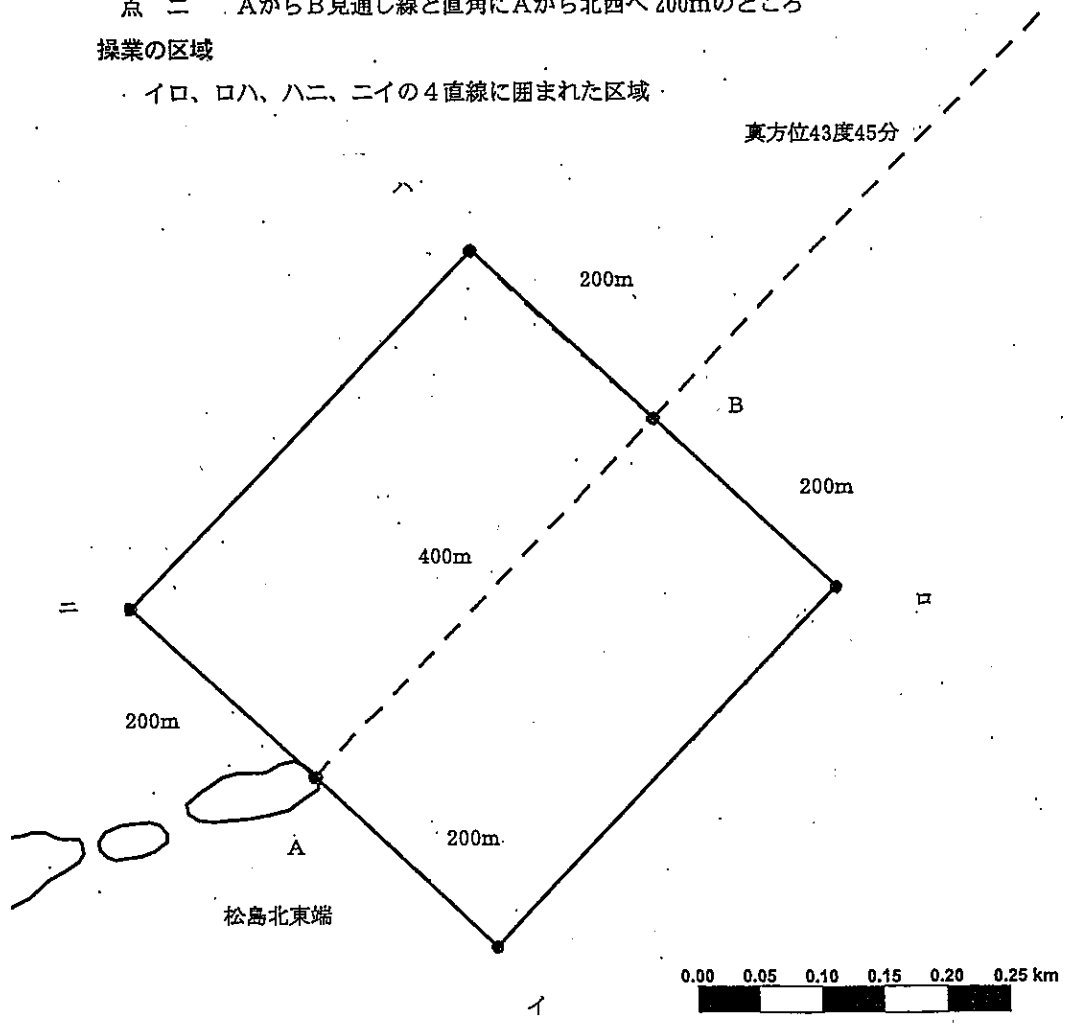 点 ニ AからB見通し線と直角にAから北西へ200mのところ
操業の区域
イロ、ロハ、ハニ、ニイの4直線に囲まれた区域
真方位43度45分
ハ
200m
B
200m
400m
ニ
ロ
200m
200m
A
松島北東端
イ
0.00 0.05 0.10 0.15 0.20 0.25 km